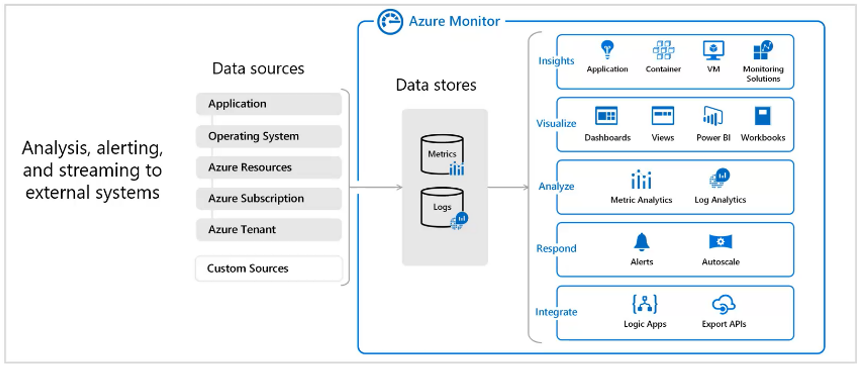 Azure Monitor
Analysis, alerting,
and streaming to
external systems
Data sources
Application
Operating System
Azure Resources
Azure Subscription
Azure Tenant
Custom Sources
Data stores
Metrics
Logs
Insights
Application
Container
VM
Monitoring
Solutions
Visualize
Dashboards
Views
Power BI
Workbooks
Analyze
Metric Analytics
Log Analytics
Respond
Alerts
Autoscale
Integrate
Logic Apps
Export APIs